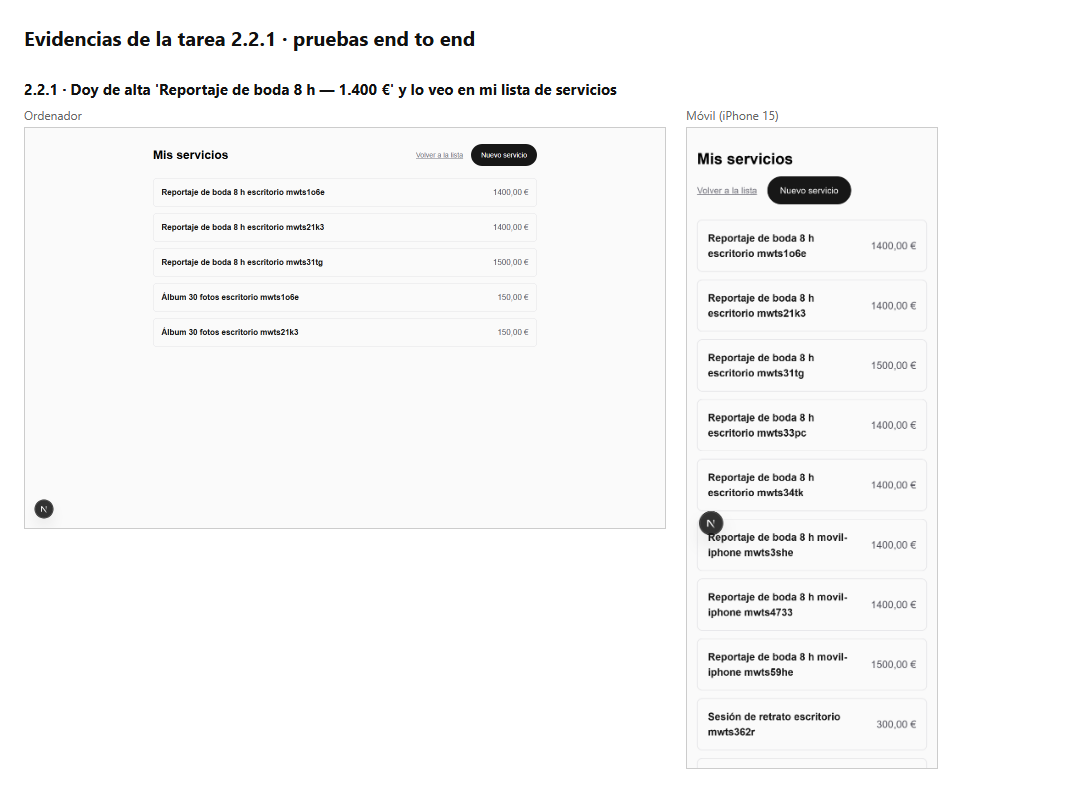 Evidencias de la tarea 2.2.1 · pruebas end to end
2.2.1 · Doy de alta 'Reportaje de boda 8 h — 1.400 €' y lo veo en mi lista de servicios
Ordenador
Mis servicios
Volver a la lista
Nuevo servicio
Reportaje de boda 8 h escritorio mwts1o6e
1400,00 €
Reportaje de boda 8 h escritorio mwts21k3
1400,00 €
Reportaje de boda 8 h escritorio mwts31tg
1500,00 €
Álbum 30 fotos escritorio mwts1o6e
150,00 €
Álbum 30 fotos escritorio mwts21k3
150,00 €
N
Móvil (iPhone 15)
Mis servicios
Volver a la lista
Nuevo servicio
Reportaje de boda 8 h
escritorio mwts1o6e
1400,00 €
Reportaje de boda 8 h
escritorio mwts21k3
1400,00 €
Reportaje de boda 8 h
escritorio mwts31tg
1500,00 €
Reportaje de boda 8 h
escritorio mwts33pc
1400,00 €
Reportaje de boda 8 h
escritorio mwts34tk
1400,00 €
N
Reportaje de boda 8 h movil-
iphone mwts3she
1400,00 €
Reportaje de boda 8 h movil-
iphone mwts4733
1400,00 €
Reportaje de boda 8 h movil-
iphone mwts59he
1500,00 €
Sesión de retrato escritorio
mwts362r
300,00 €